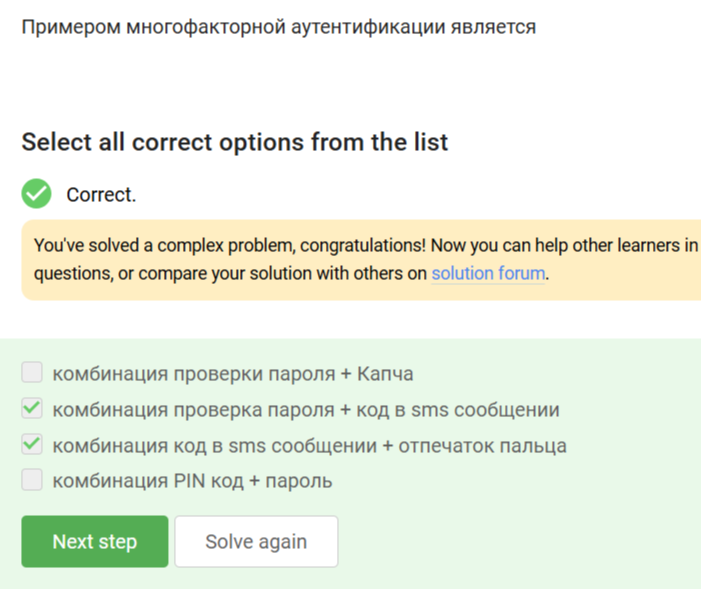 Примером многофакторной аутентификации является
Select all correct options from the list
Correct.
You've solved a complex problem, congratulations! Now you can help other learners in
questions, or compare your solution with others on solution forum.
комбинация проверки пароля + Капча
комбинация проверка пароля + код в sms сообщении
комбинация код в sms сообщении + отпечаток пальца
комбинация PIN код + пароль
Next step Solve again